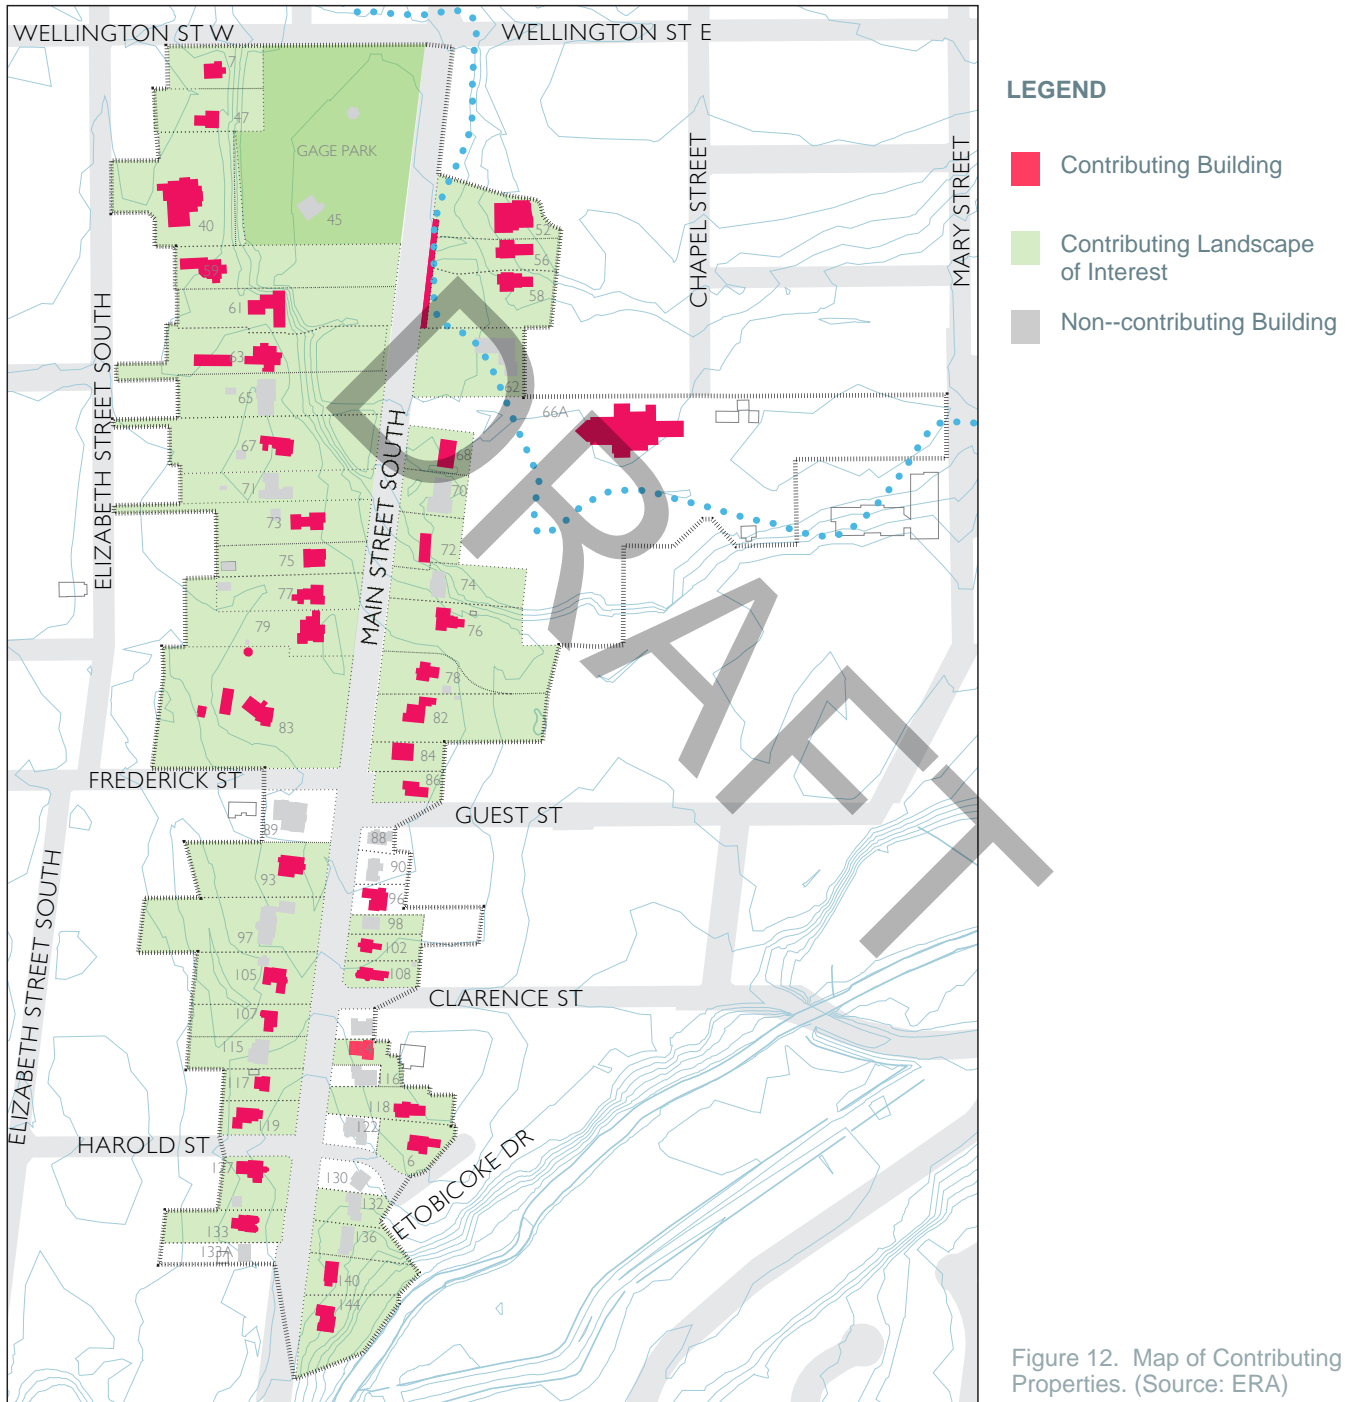 WELLINGTON ST W
WELLINGTON ST E
7
47
GAGE PARK
45
40
52
56
58
59
61
63
65
62
66A
67
68
71
70
73
72
75
74
77
76
79
78
82
83
84
86
ELIZABETH STREET SOUTH
MAIN STREET SOUTH
CHAPEL STREET
MARY STREET
FREDERICK ST
GUEST ST
89
88
90
93
96
98
97
102
105
108
CLARENCE ST
107
115
16
117
118
119
122
HAROLD ST
6
127
130
132
ETOBICOKE DR
133
136
133A
140
144
ELIZABETH STREET SOUTH
DRAFT
LEGEND
Contributing Building
Contributing Landscape
of Interest
Non--contributing Building
Figure 12. Map of Contributing
Properties. (Source: ERA)